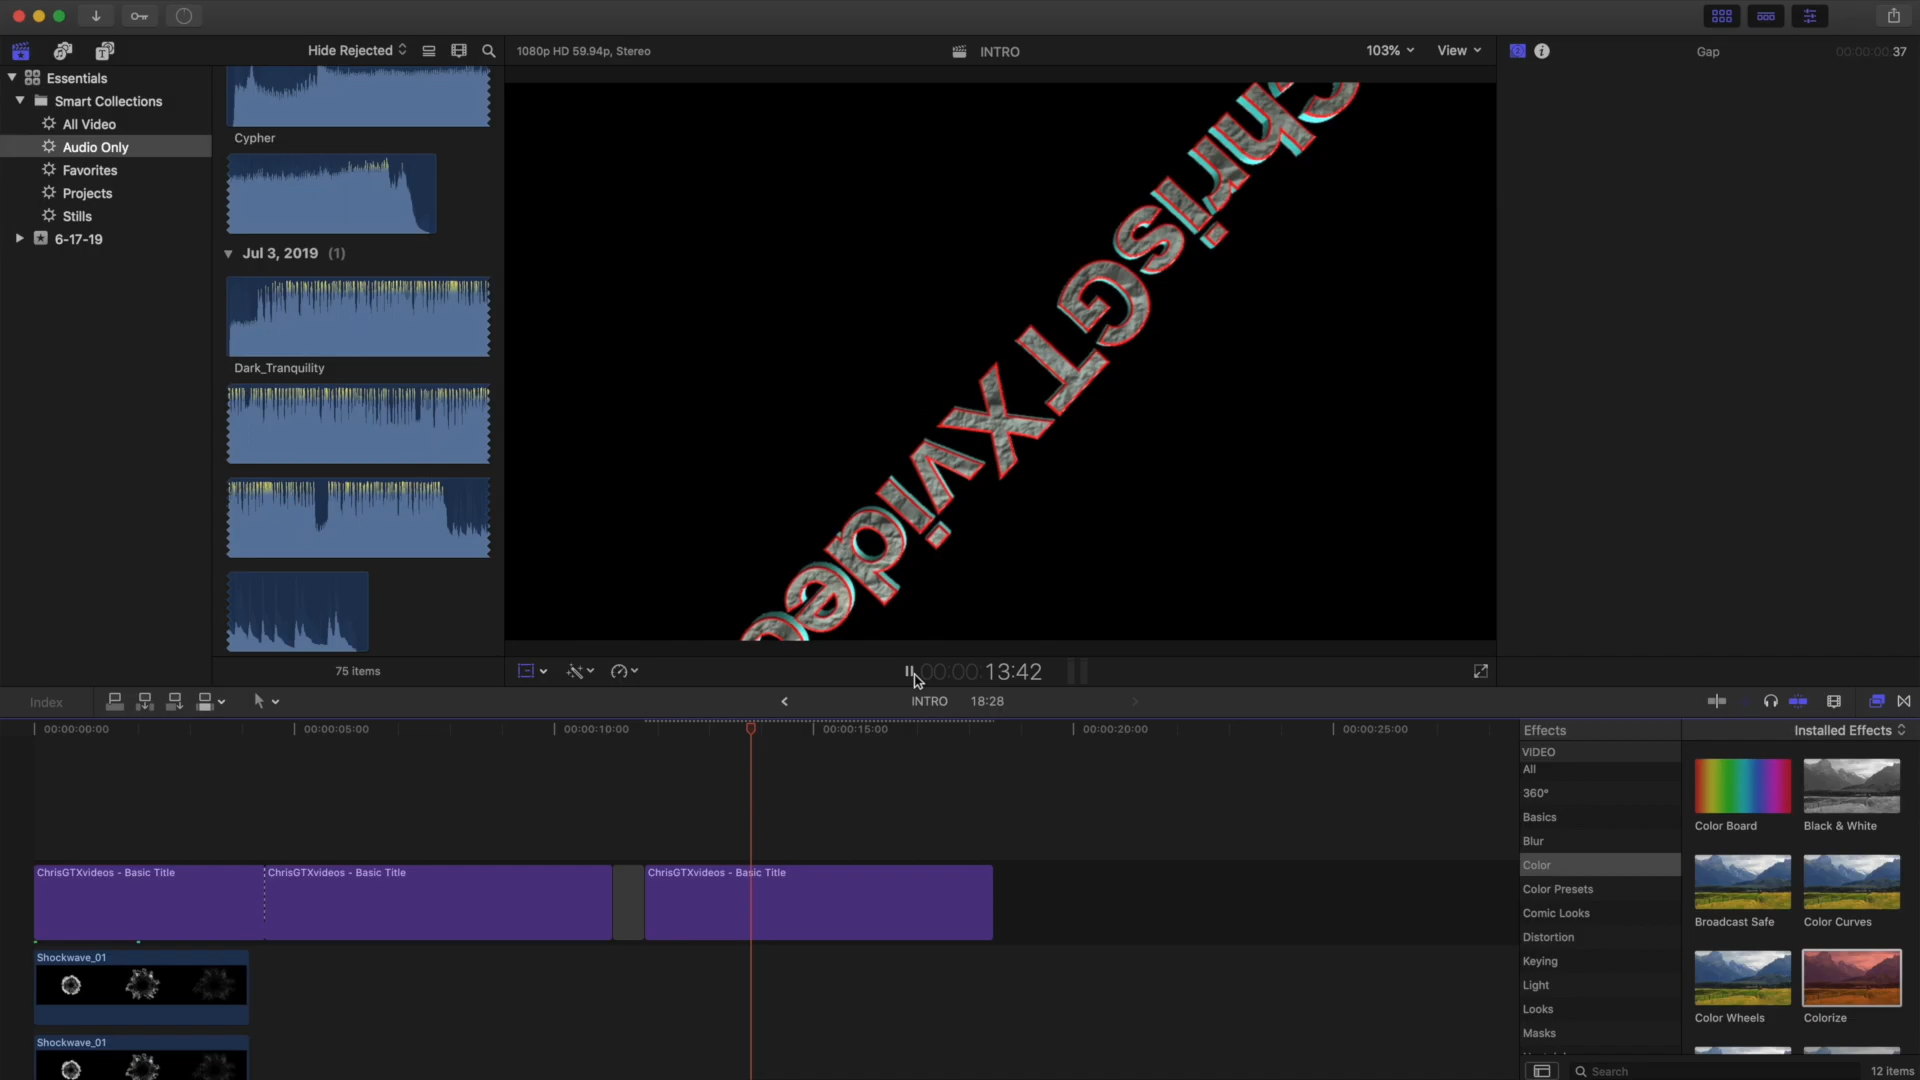 Hide Rejected
1080p HD 59.94p, Stereo
INTRO
103%
View
Gap
00:00:00:37
Essentials
Smart Collections
All Video
Audio Only
Favorites
Projects
Stills
6-17-19
Cypher
Jul 3, 2019 (1)
Dark_Tranquility
75 items
ChrisGTXvideo
00:00:13:42
Index
INTRO 18:28
00:00:00:00
00:00:05:00
00:00:10:00
00:00:15:00
00:00:20:00
00:00:25:00
ChrisGTXvideos - Basic Title
ChrisGTXvideos - Basic Title
ChrisGTXvideos - Basic Title
Shockwave_01
Shockwave_01
Effects
Installed Effects
VIDEO
All
360°
Basics
Blur
Color
Color Presets
Comic Looks
Distortion
Keying
Light
Looks
Masks
Color Board
Black & White
Broadcast Safe
Color Curves
Color Wheels
Colorize
Search
12 items